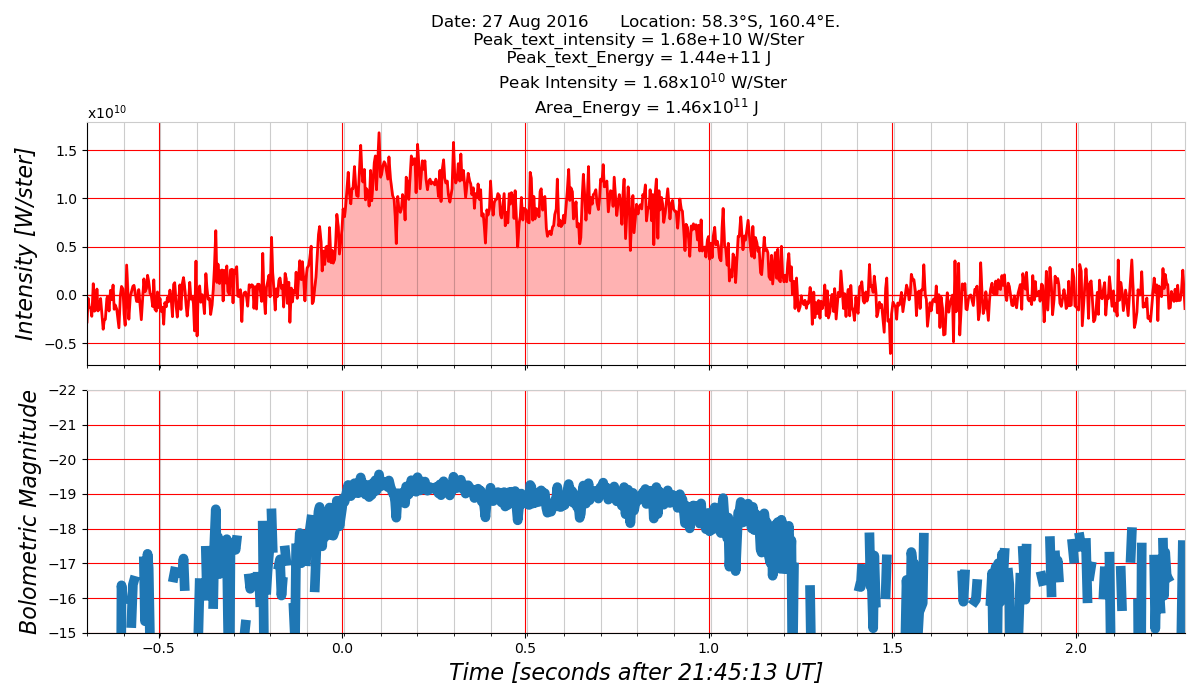 Date: 27 Aug 2016      Location: 58.3°S, 160.4°E.
Peak_text_intensity = 1.68e+10 W/Ster
Peak_text_Energy = 1.44e+11 J
Peak Intensity = 1.68x10¹⁰ W/Ster
Area_Energy = 1.46x10¹¹ J
x10¹⁰
Intensity [W/ster]
1.5
1.0
0.5
0.0
−0.5
Bolometric Magnitude
−22
−21
−20
−19
−18
−17
−16
−15
−0.5 0.0 0.5 1.0 1.5 2.0
Time [seconds after 21:45:13 UT]